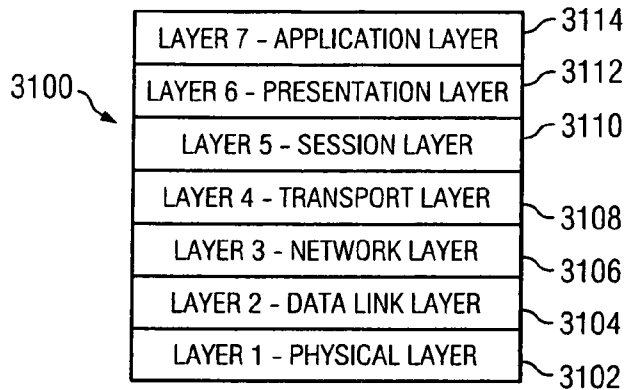 LAYER 7 - APPLICATION LAYER 3114
3100 LAYER 6 - PRESENTATION LAYER 3112
LAYER 5 - SESSION LAYER 3110
LAYER 4 - TRANSPORT LAYER 3108
LAYER 3 - NETWORK LAYER 3106
LAYER 2 - DATA LINK LAYER 3104
LAYER 1 - PHYSICAL LAYER 3102